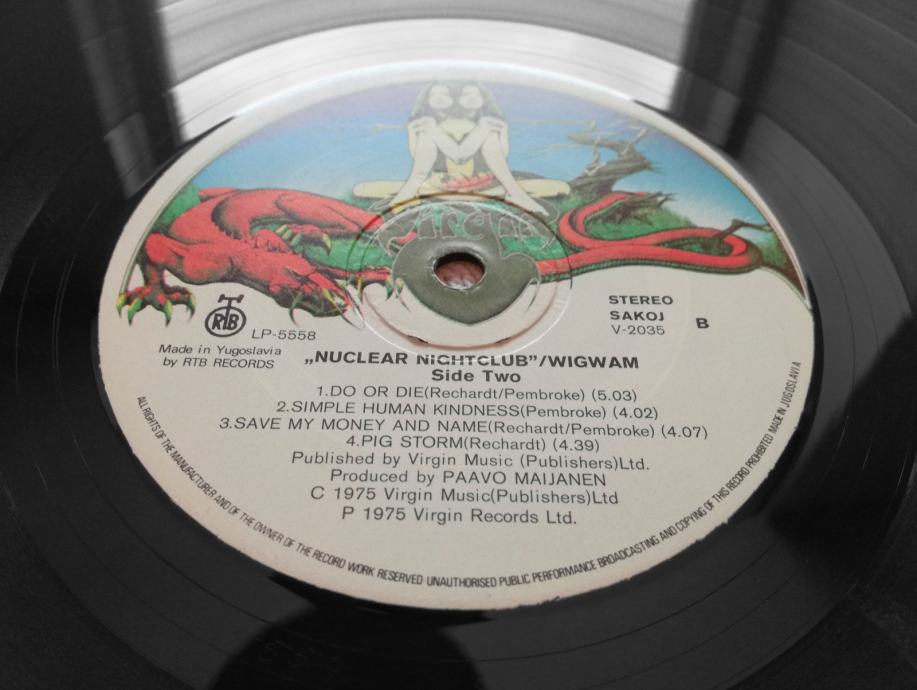 Virgin
RTB
LP-5558
Made in Yugoslavia
by RTB RECORDS
STEREO
SAKOJ
V-2035
B
„NUCLEAR NIGHTCLUB”/WIGWAM
Side Two
1.DO OR DIE(Rechardt/Pembroke) (5.03)
2.SIMPLE HUMAN KINDNESS(Pembroke) (4.02)
3.SAVE MY MONEY AND NAME(Rechardt/Pembroke) (4.07)
4.PIG STORM(Rechardt) (4.39)
Published by Virgin Music (Publishers)Ltd.
Produced by PAAVO MAIJANEN
C 1975 Virgin Music(Publishers)Ltd
P 1975 Virgin Records Ltd.
ALL RIGHTS OF THE MANUFACTURER AND OF THE OWNER OF THE RECORD WORK RESERVED UNAUTHORISED PUBLIC PERFORMANCE BROADCASTING AND COPYING OF THIS RECORD PROHIBITED MADE IN JUGOSLAVIA